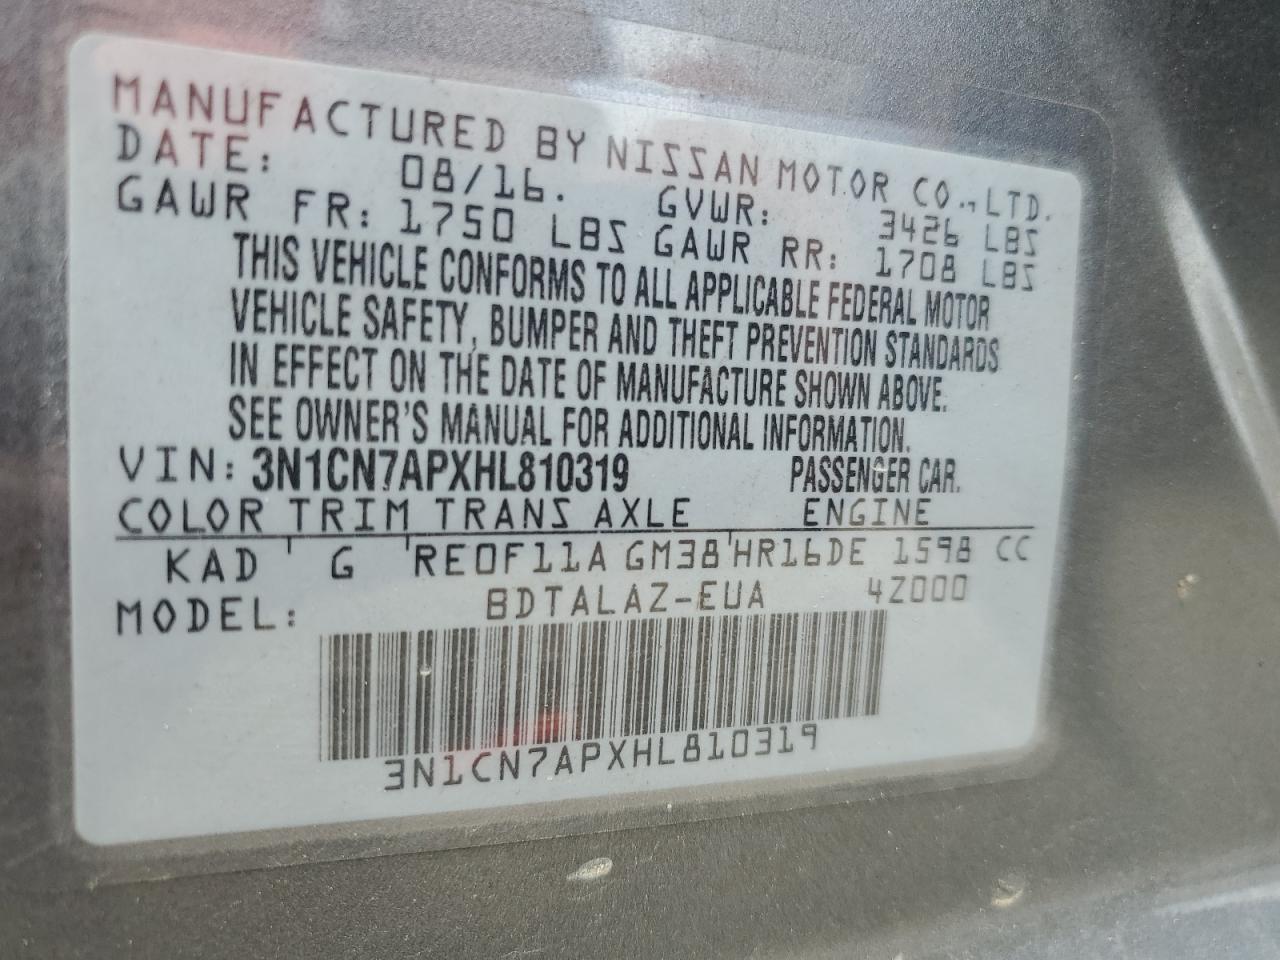 MANUFACTURED BY NISSAN MOTOR CO., LTD.
DATE: 08/16. GVWR: 3426 LBS
GAWR FR: 1750 LBS GAWR RR: 1708 LBS
THIS VEHICLE CONFORMS TO ALL APPLICABLE FEDERAL MOTOR
VEHICLE SAFETY, BUMPER AND THEFT PREVENTION STANDARDS
IN EFFECT ON THE DATE OF MANUFACTURE SHOWN ABOVE.
SEE OWNER'S MANUAL FOR ADDITIONAL INFORMATION.
VIN: 3N1CN7APXHL810319 PASSENGER CAR.
COLOR TRIM TRANS AXLE ENGINE
KAD G RE0F11A GM38 HR16DE 1598 CC
MODEL: BDTALAZ-EUA 4Z000
3N1CN7APXHL810319